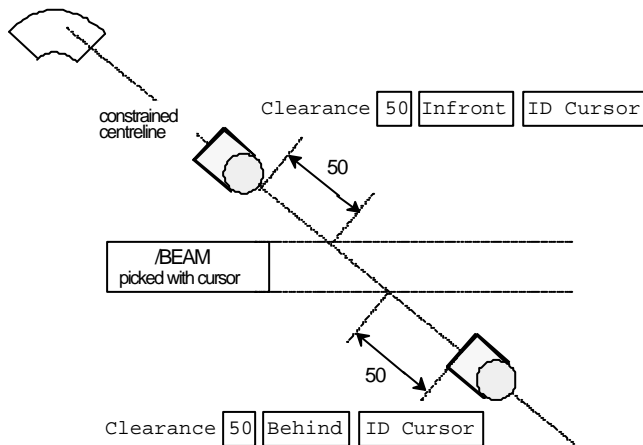 Clearance 50 Infront ID Cursor
constrained
centreline
50
/BEAM
picked with cursor
50
Clearance 50 Behind ID Cursor